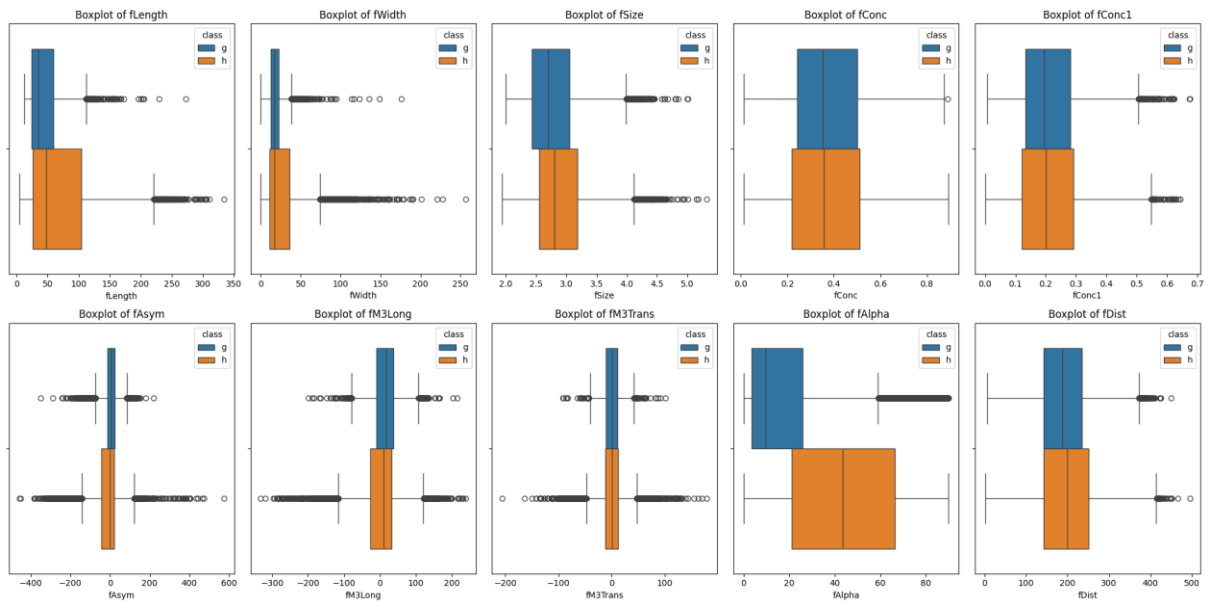 Boxplot of fLength
class
g
h
0 50 100 150 200 250 300 350
fLength
Boxplot of fWidth
class
g
h
0 50 100 150 200 250
fWidth
Boxplot of fSize
class
g
h
2.0 2.5 3.0 3.5 4.0 4.5 5.0
fSize
Boxplot of fConc
class
g
h
0.0 0.2 0.4 0.6 0.8
fConc
Boxplot of fConc1
class
g
h
0.0 0.1 0.2 0.3 0.4 0.5 0.6 0.7
fConc1
Boxplot of fAsym
class
g
h
−400 −200 0 200 400 600
fAsym
Boxplot of fM3Long
class
g
h
−300 −200 −100 0 100 200
fM3Long
Boxplot of fM3Trans
class
g
h
−200 −100 0 100
fM3Trans
Boxplot of fAlpha
class
g
h
0 20 40 60 80
fAlpha
Boxplot of fDist
class
g
h
0 100 200 300 400 500
fDist